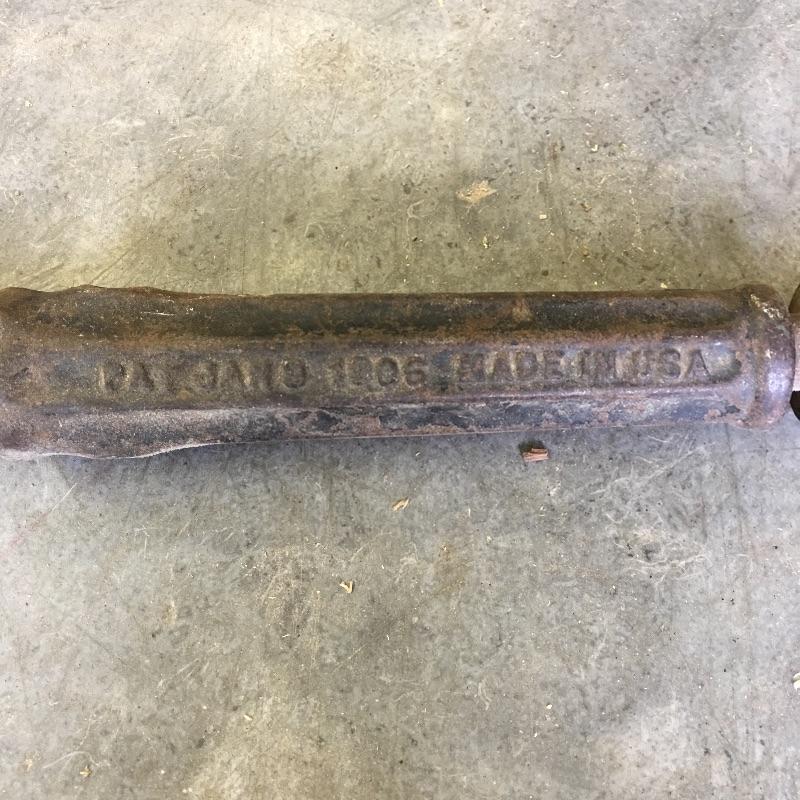 PAT JAN 9 1906 MADE IN USA